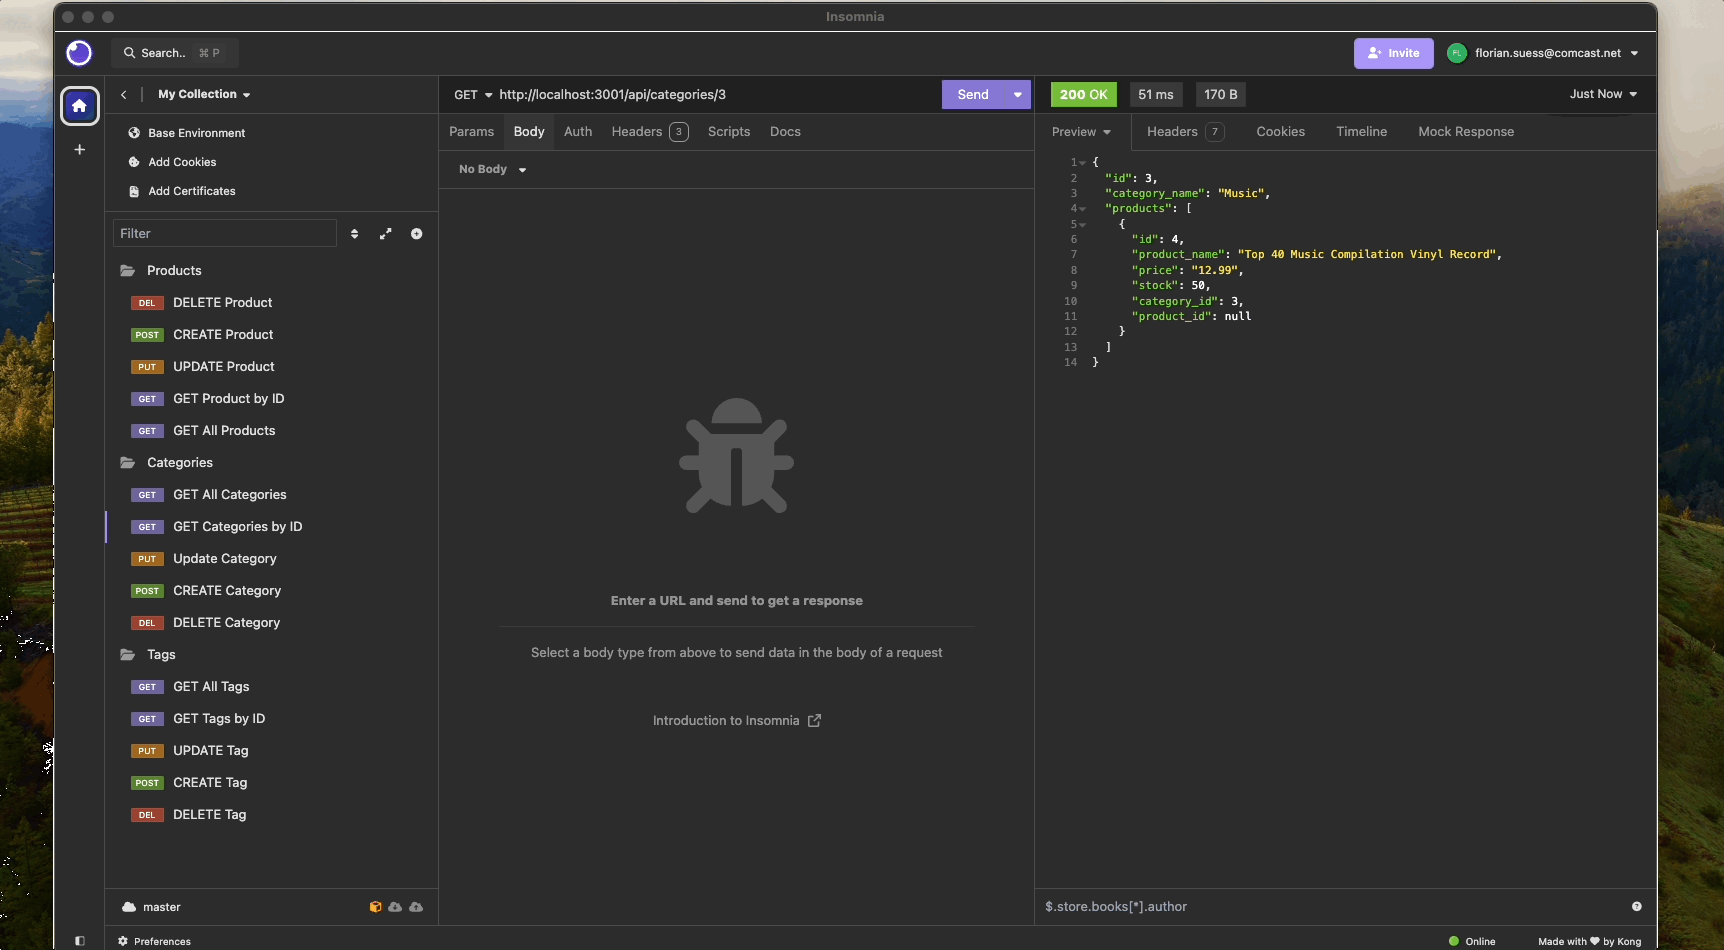 Insomnia
Search.. ⌘ P
Invite
FL
florian.suess@comcast.net
My Collection
Base Environment
Add Cookies
Add Certificates
Filter
Products
DEL DELETE Product
POST CREATE Product
PUT UPDATE Product
GET GET Product by ID
GET GET All Products
Categories
GET GET All Categories
GET GET Categories by ID
PUT Update Category
POST CREATE Category
DEL DELETE Category
Tags
GET GET All Tags
GET GET Tags by ID
PUT UPDATE Tag
POST CREATE Tag
DEL DELETE Tag
master
Preferences
GET http://localhost:3001/api/categories/3
Send
Params Body Auth Headers 3 Scripts Docs
No Body
Enter a URL and send to get a response
Select a body type from above to send data in the body of a request
Introduction to Insomnia
200 OK 51 ms 170 B
Just Now
Preview Headers 7 Cookies Timeline Mock Response
1 {
2 "id": 3,
3 "category_name": "Music",
4 "products": [
5 {
6 "id": 4,
7 "product_name": "Top 40 Music Compilation Vinyl Record",
8 "price": "12.99",
9 "stock": 50,
10 "category_id": 3,
11 "product_id": null
12 }
13 ]
14 }
$.store.books[*].author
?
Online
Made with ♥ by Kong